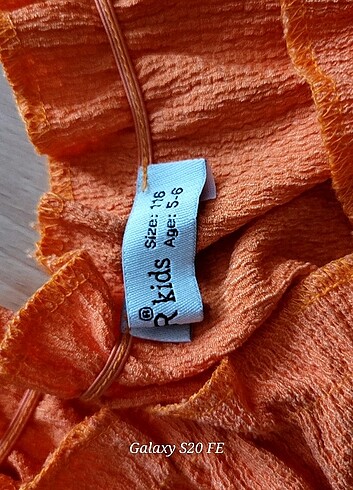 R® kids
Size: 116
Age: 5-6
Galaxy S20 FE